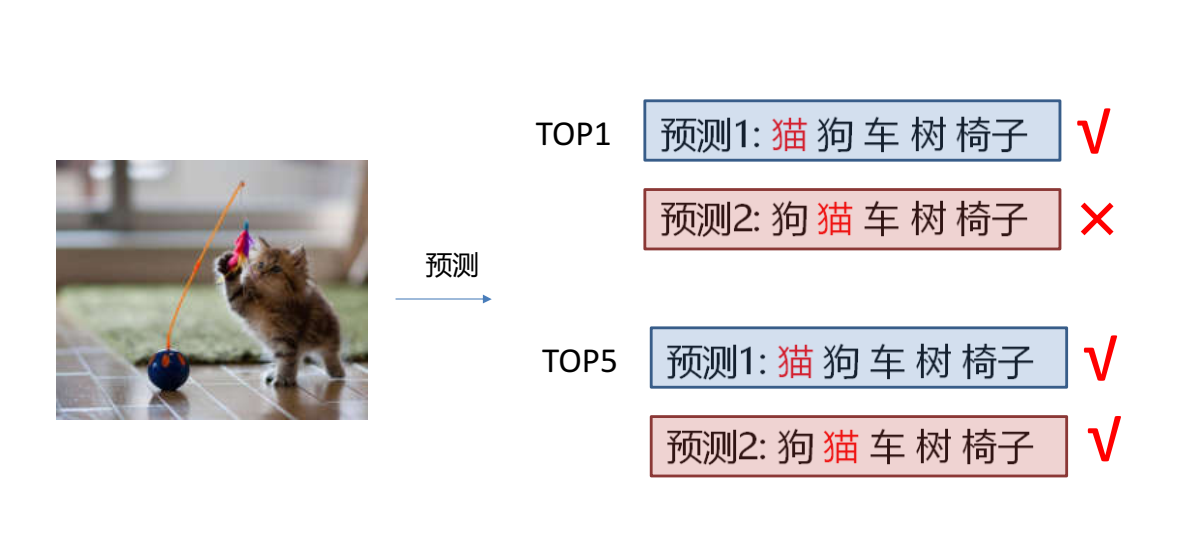 预测
TOP1
预测1: 猫 狗 车 树 椅子 √
预测2: 狗 猫 车 树 椅子 ×
TOP5
预测1: 猫 狗 车 树 椅子 √
预测2: 狗 猫 车 树 椅子 √